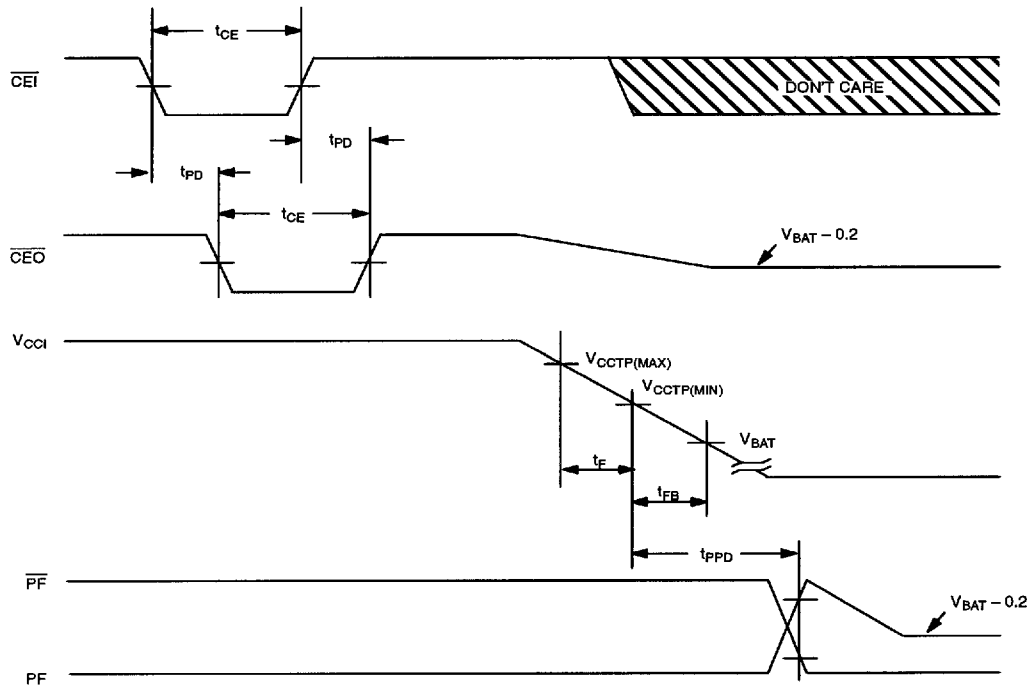 tCE
CEI
DON'T CARE
tPD
tPD
tCE
CEO
VBAT – 0.2
VCCI
VCCTP(MAX)
VCCTP(MIN)
VBAT
tF
tFB
tPPD
PF
VBAT – 0.2
PF